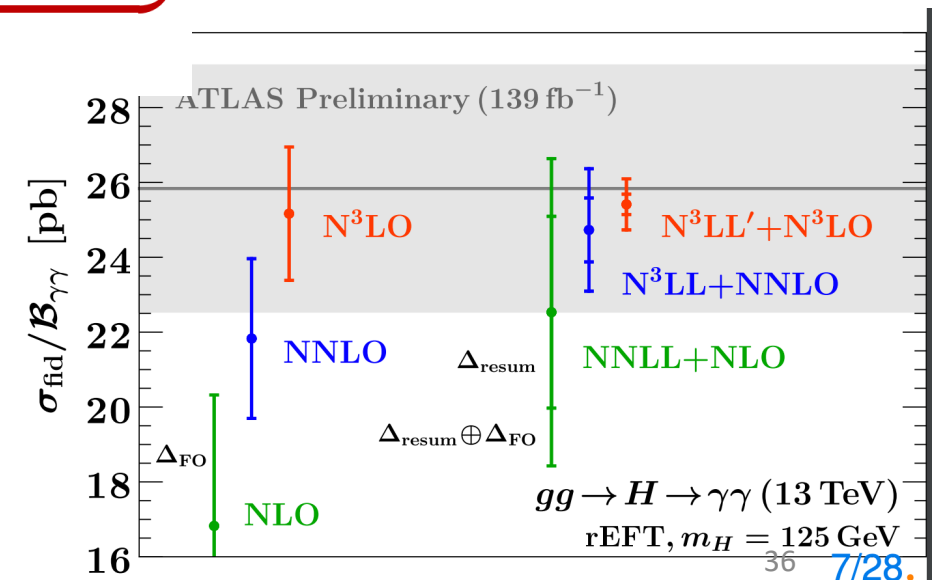 ATLAS Preliminary (139 fb⁻¹)
28
26
24
22
20
18
16
σ_fid/B_γγ [pb]
N³LO
N³LL′+N³LO
N³LL+NNLO
NNLO
NNLL+NLO
Δ_resum
Δ_resum⊕Δ_FO
Δ_FO
NLO
gg→H→γγ (13 TeV)
rEFT, m_H = 125 GeV
36
7/28.